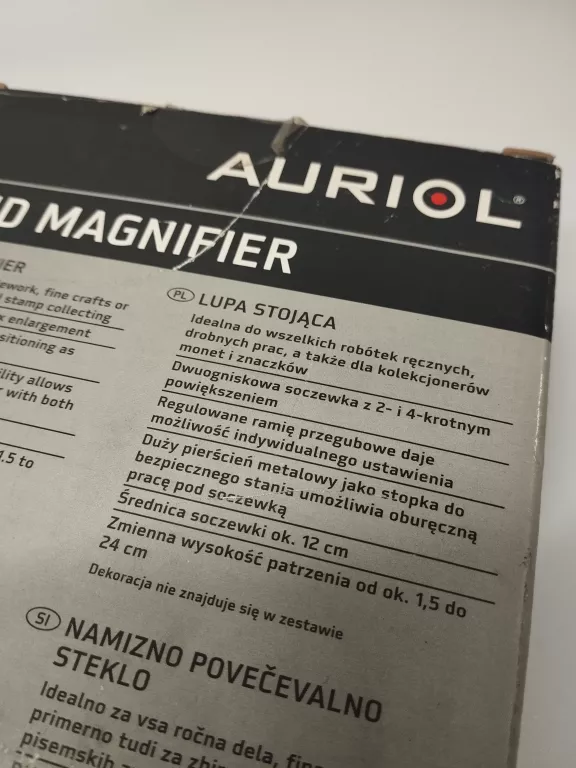 AURIOL®
D MAGNIFIER
IER
work, fine crafts or
stamp collecting
enlargement
sitioning as
ility allows
with both
1.5 to
PL LUPA STOJĄCA
Idealna do wszelkich robótek ręcznych,
drobnych prac, a także dla kolekcjonerów
monet i znaczków
Dwuogniskowa soczewka z 2- i 4-krotnym
powiększeniem
Regulowane ramię przegubowe daje
możliwość indywidualnego ustawienia
Duży pierścień metalowy jako stopka do
bezpiecznego stania umożliwia oburęczną
pracę pod soczewką
Średnica soczewki ok. 12 cm
Zmienna wysokość patrzenia od ok. 1,5 do
24 cm
Dekoracja nie znajduje się w zestawie
SI NAMIZNO POVEČEVALNO
STEKLO
Idealno za vsa ročna dela, fina
primerno tudi za zbir
pisemskih